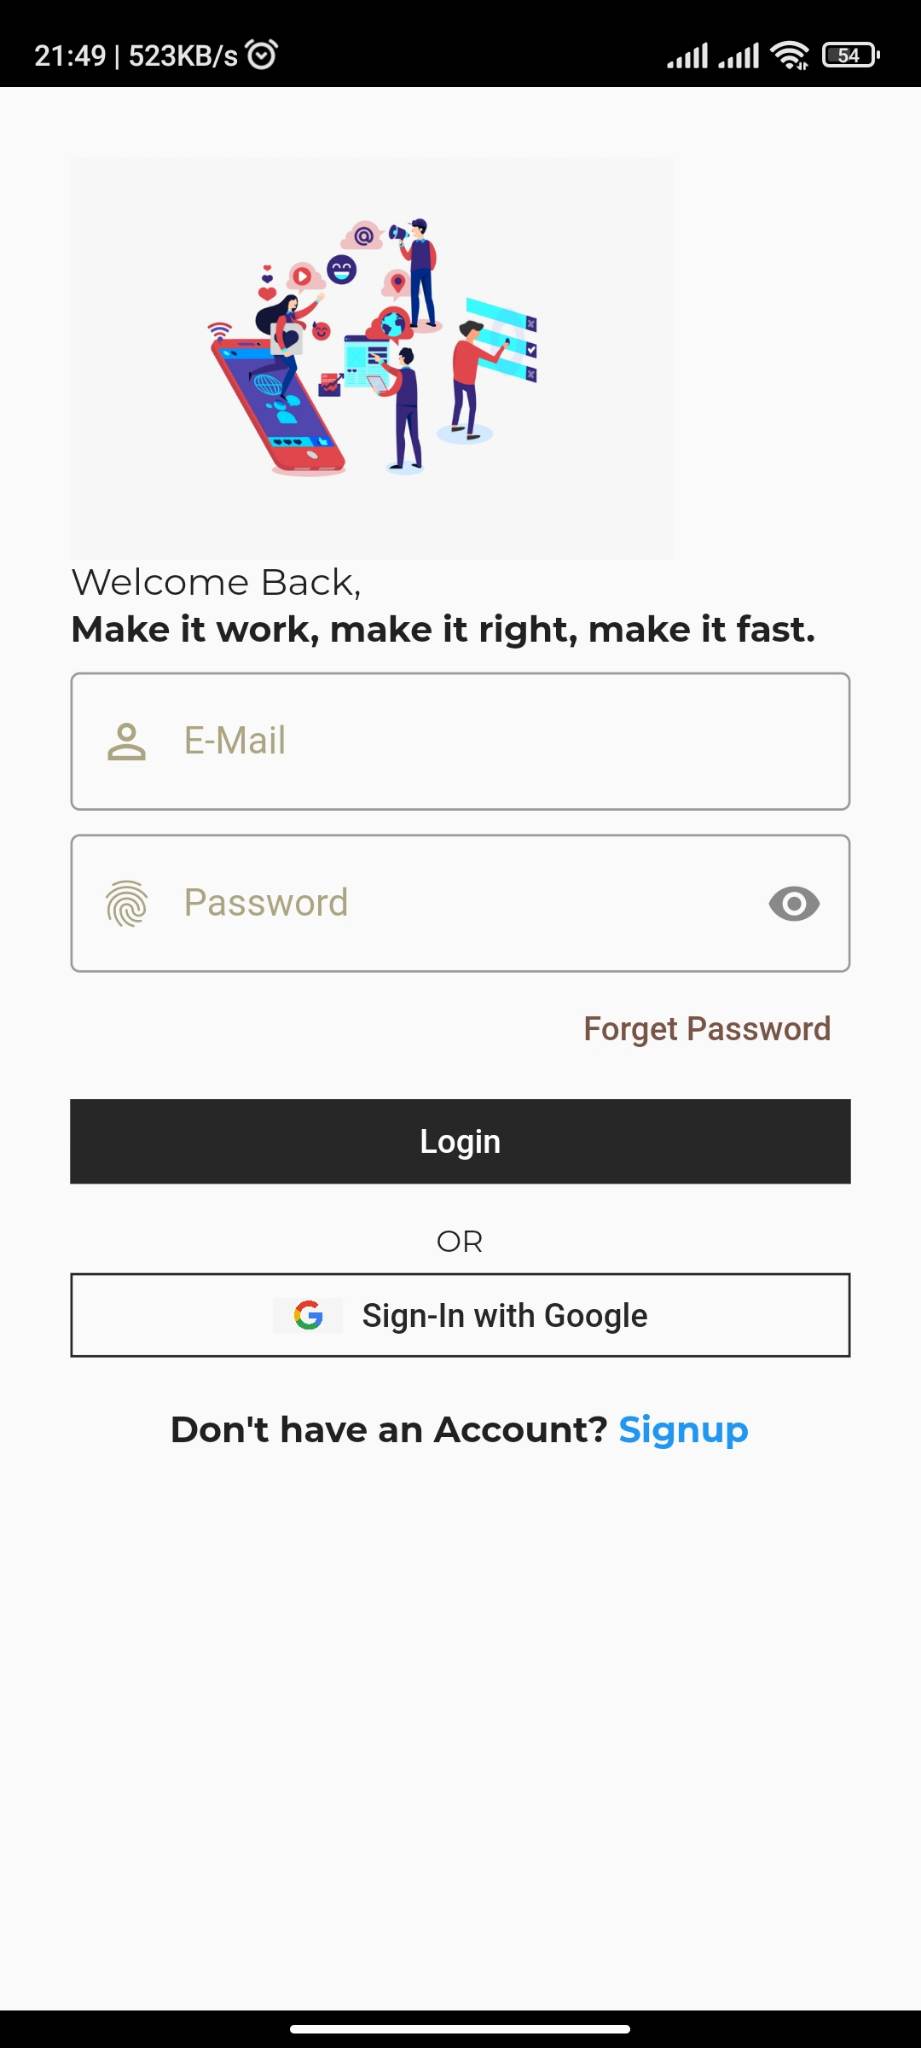 21:49 | 523KB/s
54
Welcome Back,
Make it work, make it right, make it fast.
E-Mail
Password
Forget Password
Login
OR
G Sign-In with Google
Don't have an Account? Signup